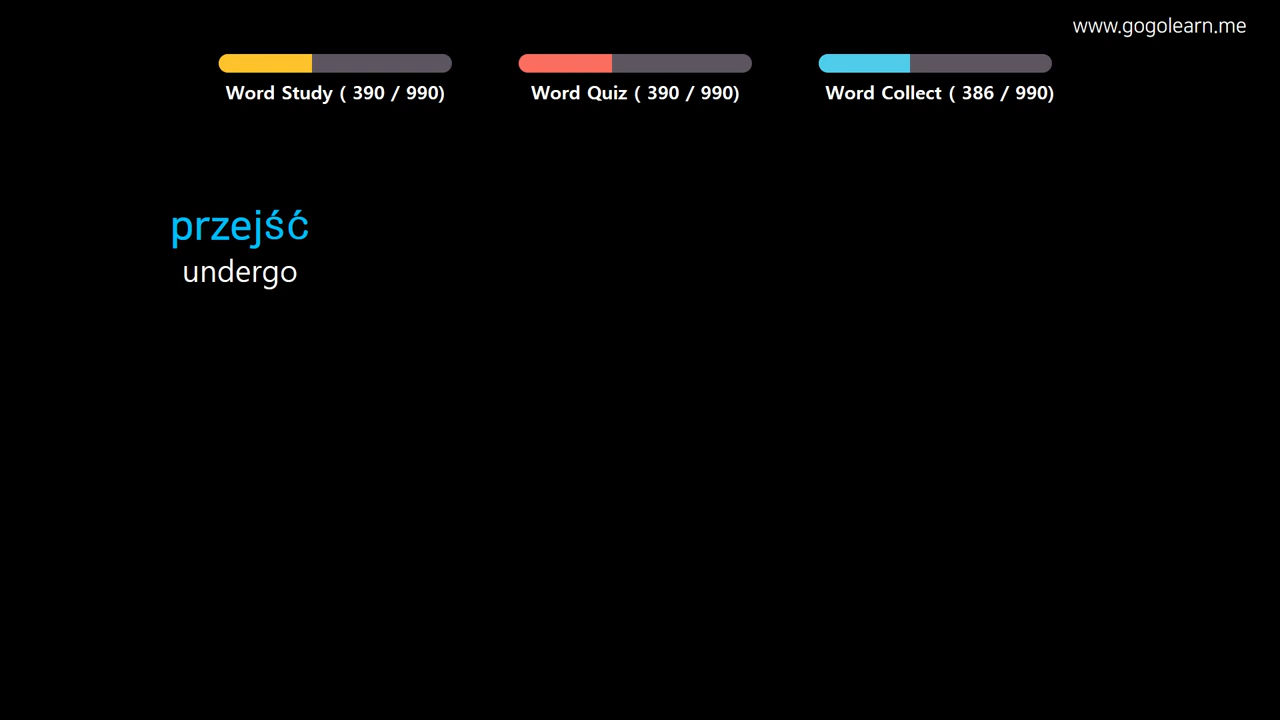 www.gogolearn.me
Word Study ( 390 / 990)
Word Quiz ( 390 / 990)
Word Collect ( 386 / 990)
przejść
undergo